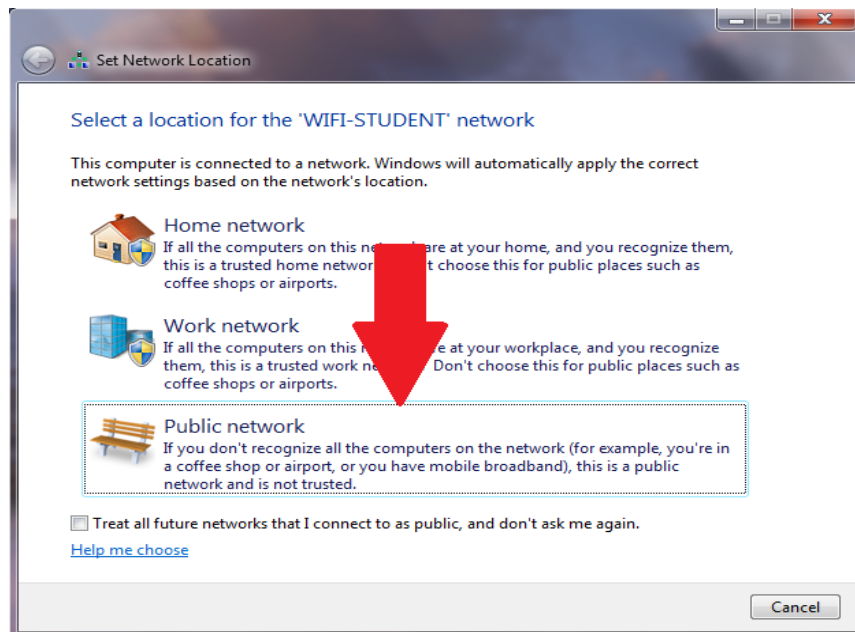 Set Network Location
Select a location for the 'WIFI-STUDENT' network
This computer is connected to a network. Windows will automatically apply the correct
network settings based on the network's location.
Home network
If all the computers on this are at your home, and you recognize them,
this is a trusted home choose this for public places such as
coffee shops or airports.
Work network
If all the computers on this at your workplace, and you recognize
them, this is a trusted work Don't choose this for public places such as
coffee shops or airports.
Public network
If you don't recognize all the computers on the network (for example, you're in
a coffee shop or airport, or you have mobile broadband), this is a public
network and is not trusted.
Treat all future networks that I connect to as public, and don't ask me again.
Help me choose
Cancel